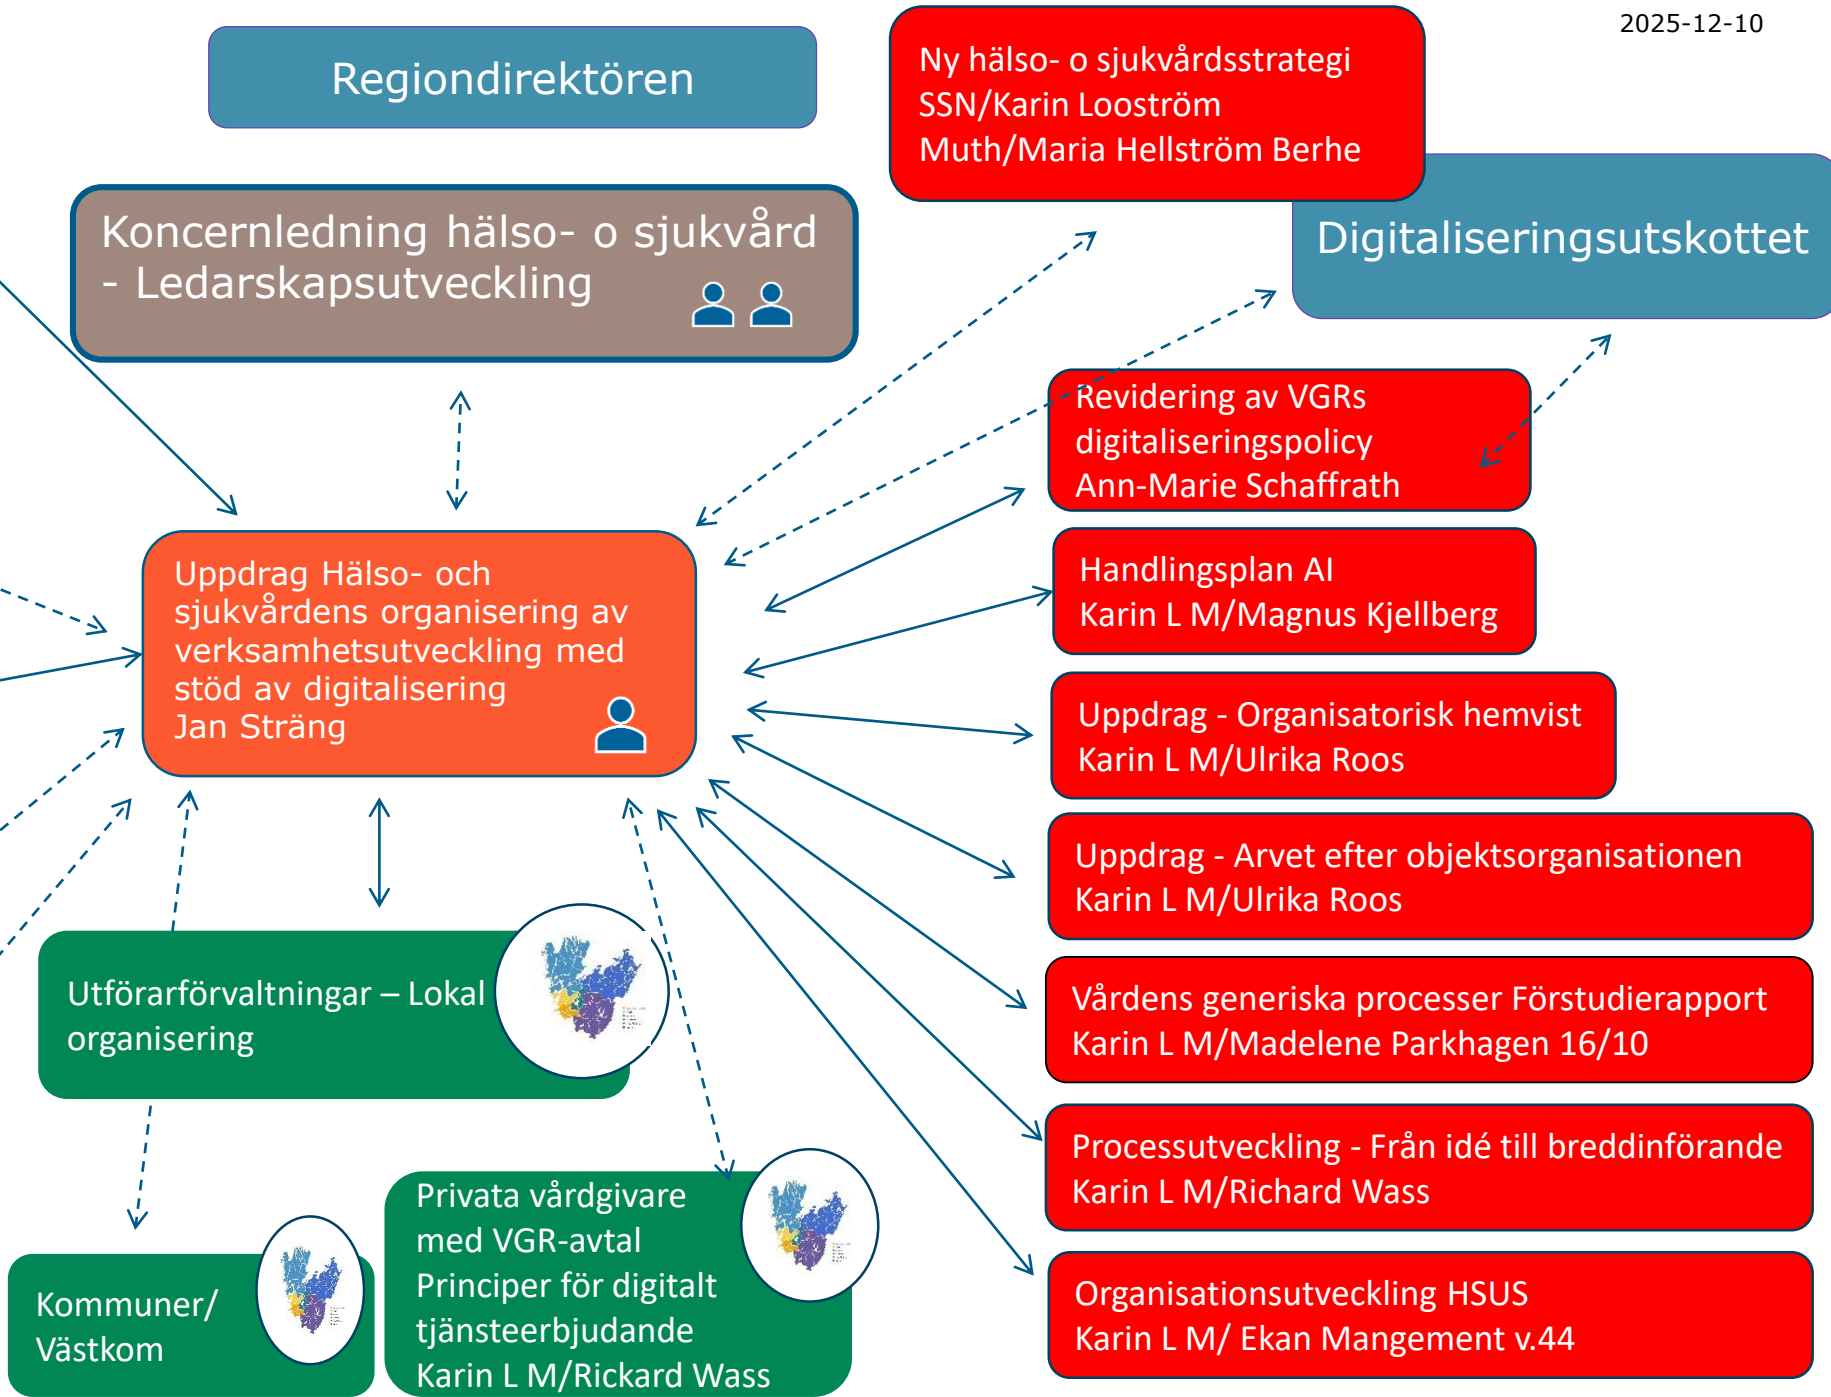 2025-12-10
Regiondirektören
Ny hälso- o sjukvårdsstrategi
SSN/Karin Looström
Muth/Maria Hellström Berhe
Koncernledning hälso- o sjukvård
- Ledarskapsutveckling
Digitaliseringsutskottet
Revidering av VGRs
digitaliseringspolicy
Ann-Marie Schaffrath
Uppdrag Hälso- och
sjukvårdens organisering av
verksamhetsutveckling med
stöd av digitalisering
Jan Sträng
Handlingsplan AI
Karin L M/Magnus Kjellberg
Uppdrag - Organisatorisk hemvist
Karin L M/Ulrika Roos
Uppdrag - Arvet efter objektsorganisationen
Karin L M/Ulrika Roos
Utförarförvaltningar – Lokal
organisering
Vårdens generiska processer Förstudierapport
Karin L M/Madelene Parkhagen 16/10
Processutveckling - Från idé till breddinförande
Karin L M/Richard Wass
Privata vårdgivare
med VGR-avtal
Principer för digitalt
tjänsteerbjudande
Karin L M/Rickard Wass
Kommuner/
Västkom
Organisationsutveckling HSUS
Karin L M/ Ekan Mangement v.44